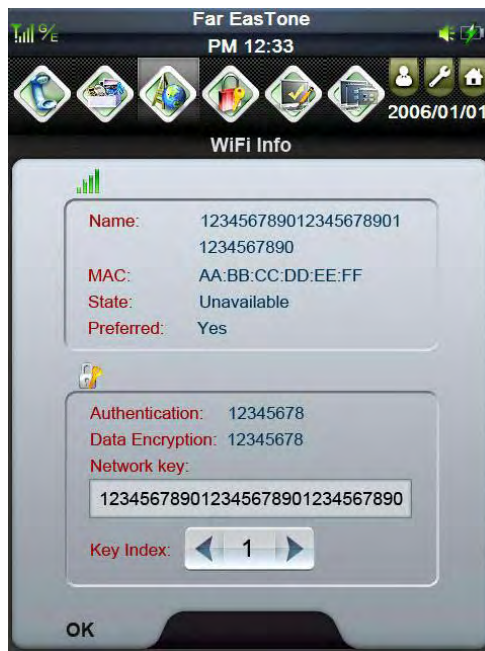 Far EasTone
G/E
PM 12:33
2006/01/01
WiFi Info
Name: 123456789012345678901
1234567890
MAC: AA:BB:CC:DD:EE:FF
State: Unavailable
Preferred: Yes
Authentication: 12345678
Data Encryption: 12345678
Network key:
123456789012345678901234567890
Key Index: 1
OK